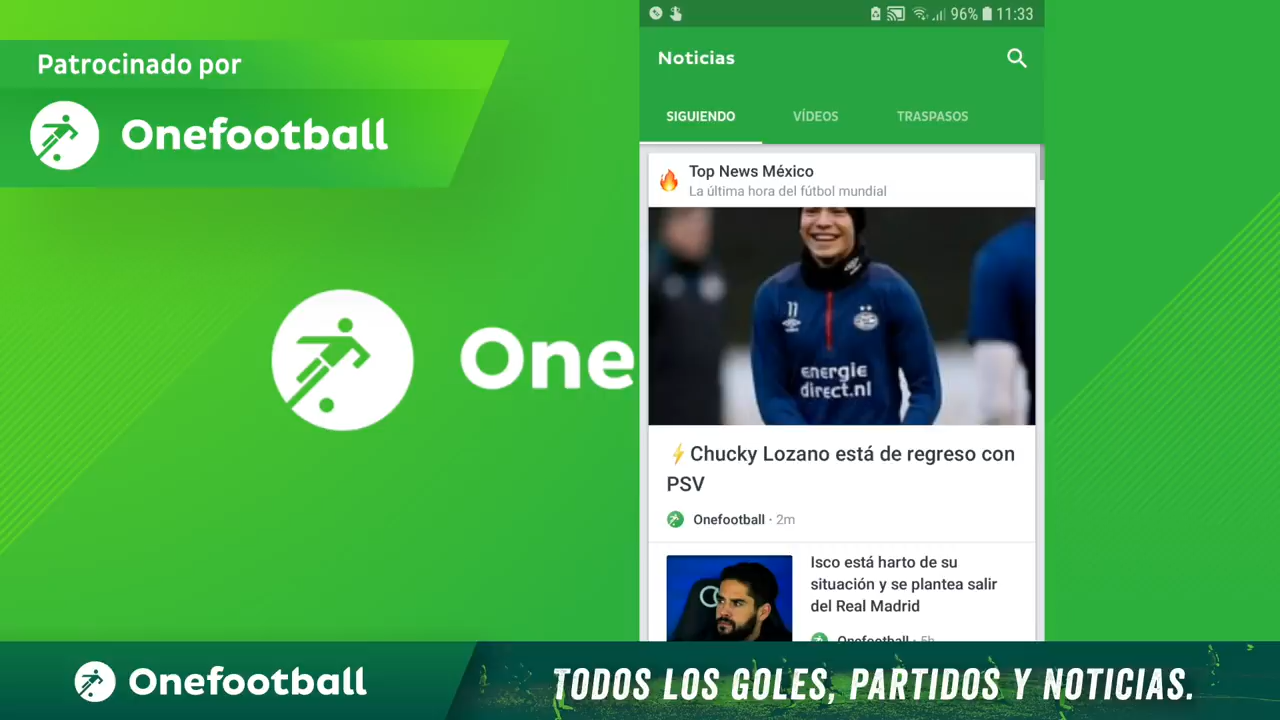 Patrocinado por
Onefootball
One
96% 11:33
Noticias
SIGUIENDO VÍDEOS TRASPASOS
Top News México
La última hora del fútbol mundial
11
energie
direct.nl
⚡Chucky Lozano está de regreso con
PSV
Onefootball · 2m
Isco está harto de su
situación y se plantea salir
del Real Madrid
Onefootball · 5h
Onefootball
TODOS LOS GOLES, PARTIDOS Y NOTICIAS.